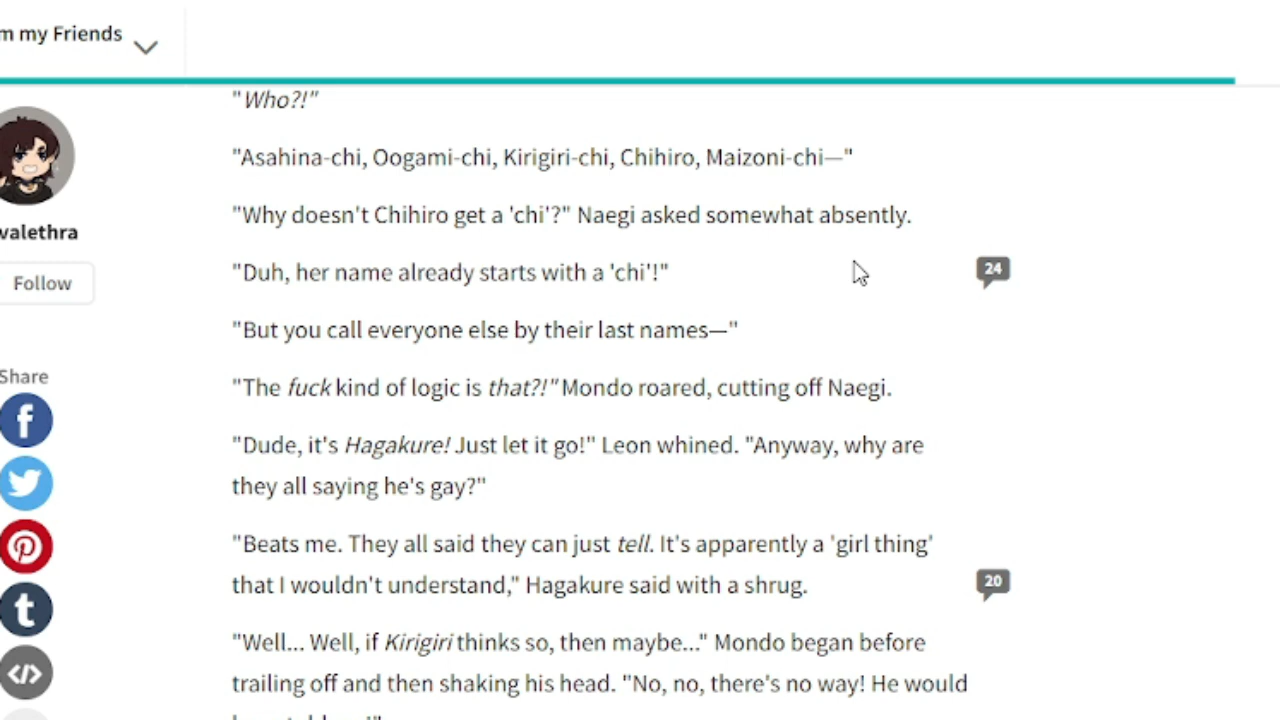 m my Friends
"Who?!"
"Asahina-chi, Oogami-chi, Kirigiri-chi, Chihiro, Maizoni-chi—"
"Why doesn't Chihiro get a 'chi'?" Naegi asked somewhat absently.
valethra
"Duh, her name already starts with a 'chi'!"
24
Follow
"But you call everyone else by their last names—"
Share
"The fuck kind of logic is that?!" Mondo roared, cutting off Naegi.
"Dude, it's Hagakure! Just let it go!" Leon whined. "Anyway, why are
they all saying he's gay?"
"Beats me. They all said they can just tell. It's apparently a 'girl thing'
that I wouldn't understand," Hagakure said with a shrug.
20
"Well... Well, if Kirigiri thinks so, then maybe..." Mondo began before
trailing off and then shaking his head. "No, no, there's no way! He would